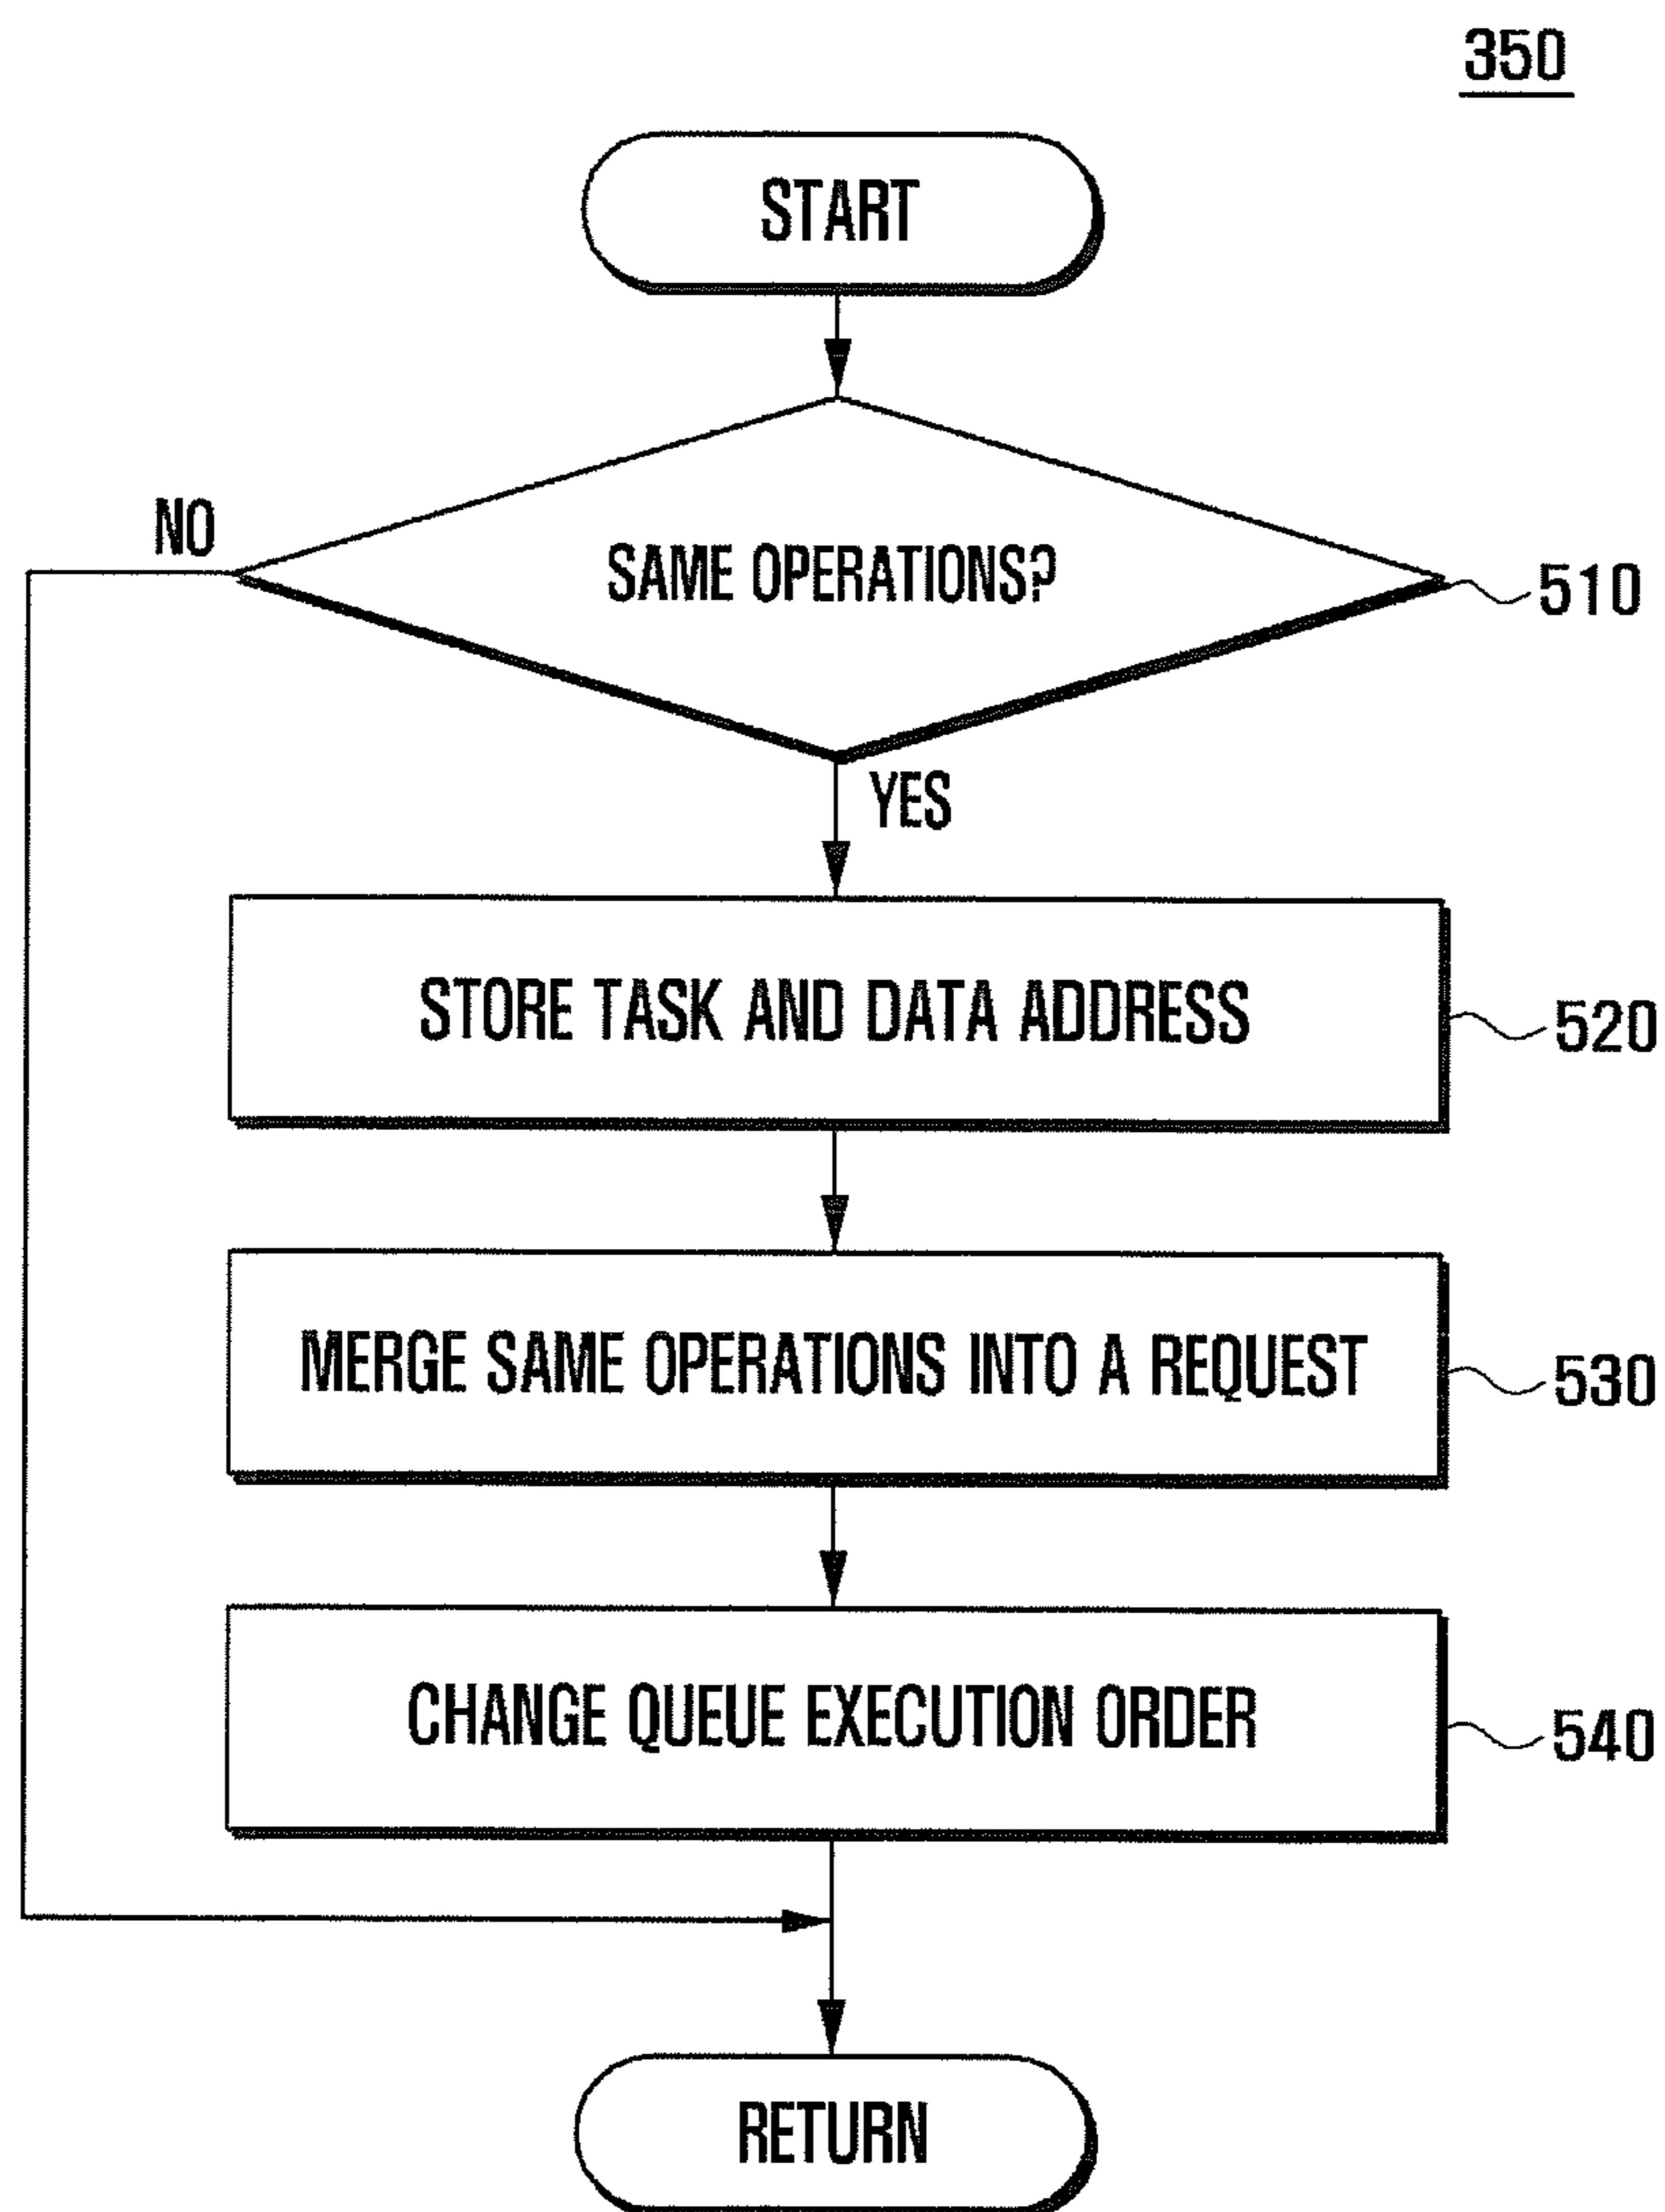 350
START
NO
SAME OPERATIONS?
510
YES
STORE TASK AND DATA ADDRESS
520
MERGE SAME OPERATIONS INTO A REQUEST
530
CHANGE QUEUE EXECUTION ORDER
540
RETURN